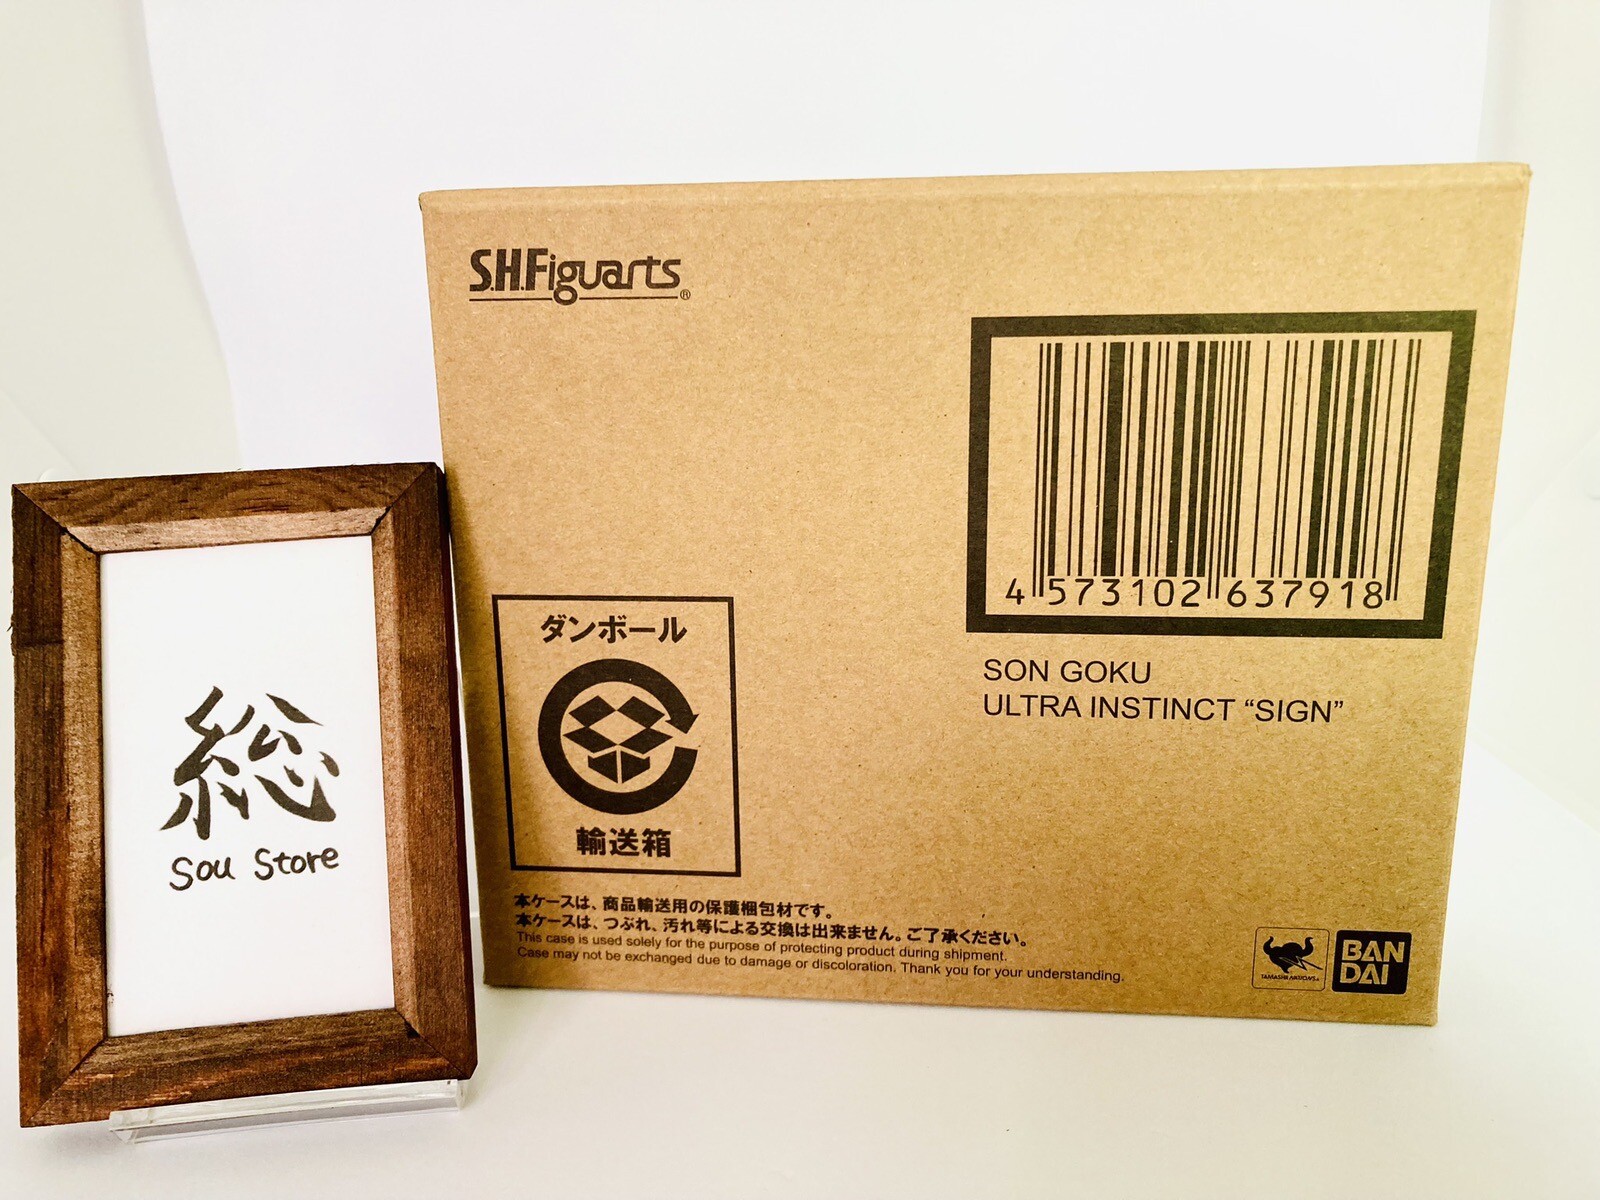 S.H.Figuarts®
4 573102 637918
SON GOKU
ULTRA INSTINCT “SIGN”
ダンボール
輸送箱
本ケースは、商品輸送用の保護梱包材です。
本ケースは、つぶれ、汚れ等による交換は出来ません。ご了承ください。
This case is used solely for the purpose of protecting product during shipment.
Case may not be exchanged due to damage or discoloration. Thank you for your understanding.
TAMASHII NATIONS
BAN
DAI
総
Sou Store